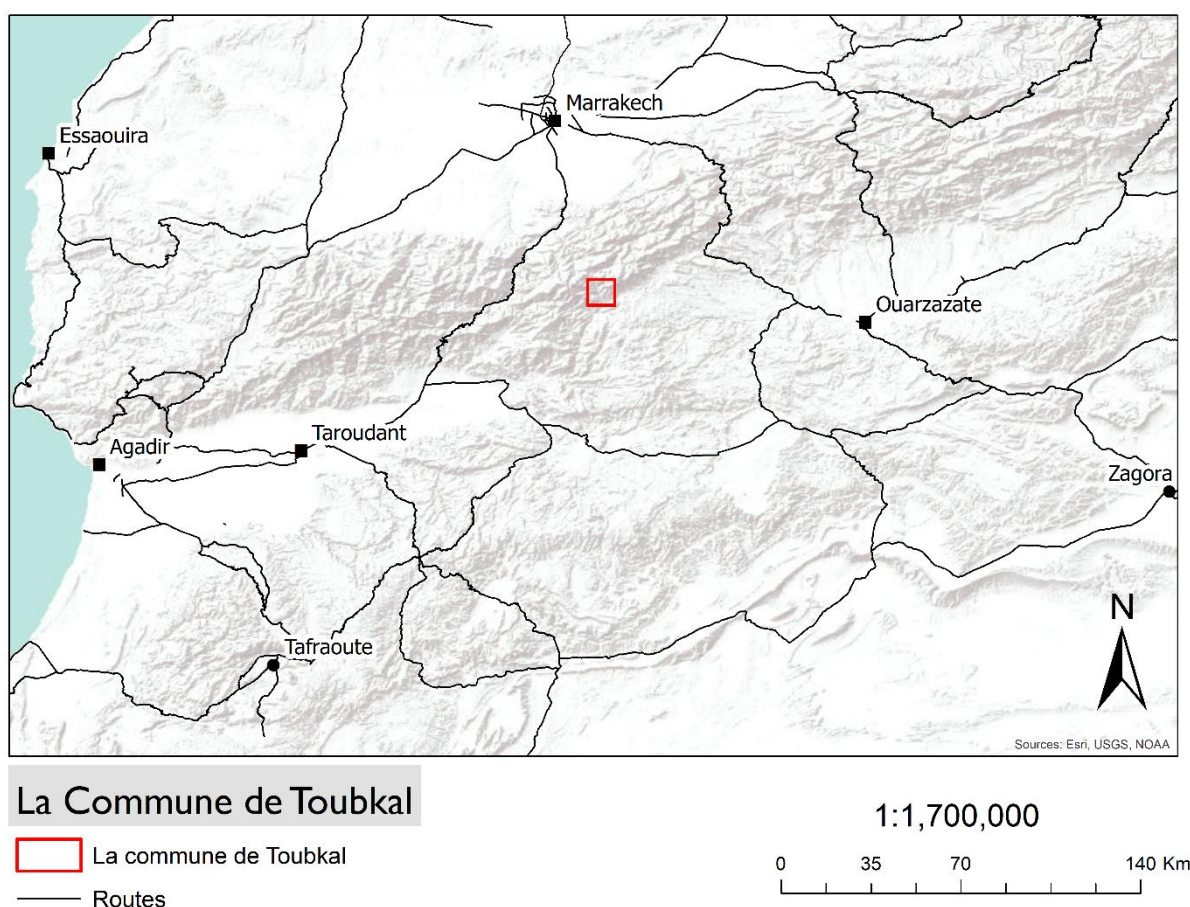 Marrakech
Essaouira
Ouarzazate
Taroudant
Agadir
Zagora
N
Tafraoute
Sources: Esri, USGS, NOAA
La Commune de Toubkal
1:1,700,000
La commune de Toubkal
0 35 70 140 Km
Routes